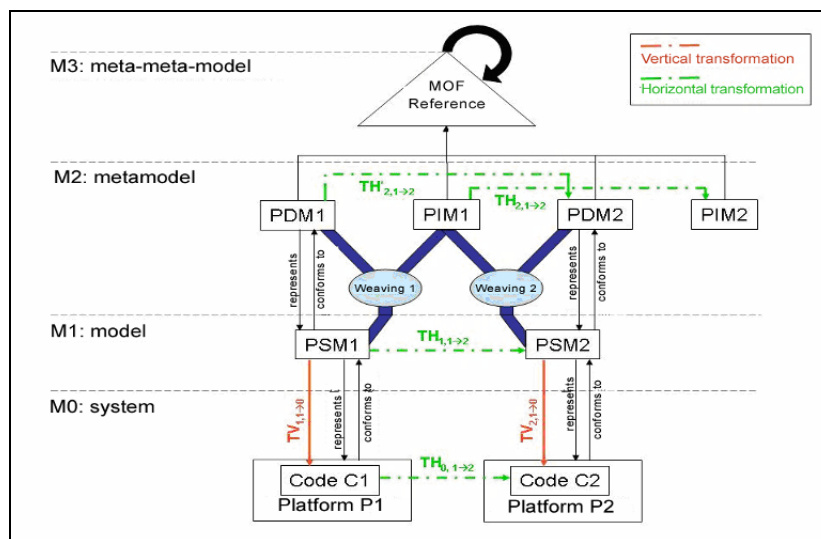 M3: meta-meta-model
MOF
Reference
Vertical transformation
Horizontal transformation
M2: metamodel
TH'2,1→2
TH2,1→2
PDM1
PIM1
PDM2
PIM2
represents
conforms to
Weaving 1
Weaving 2
represents
conforms to
M1: model
PSM1
TH1,1→2
PSM2
M0: system
TV1,1→0
represents
conforms to
TV2,1→0
represents
conforms to
Code C1
TH0, 1→2
Code C2
Platform P1
Platform P2